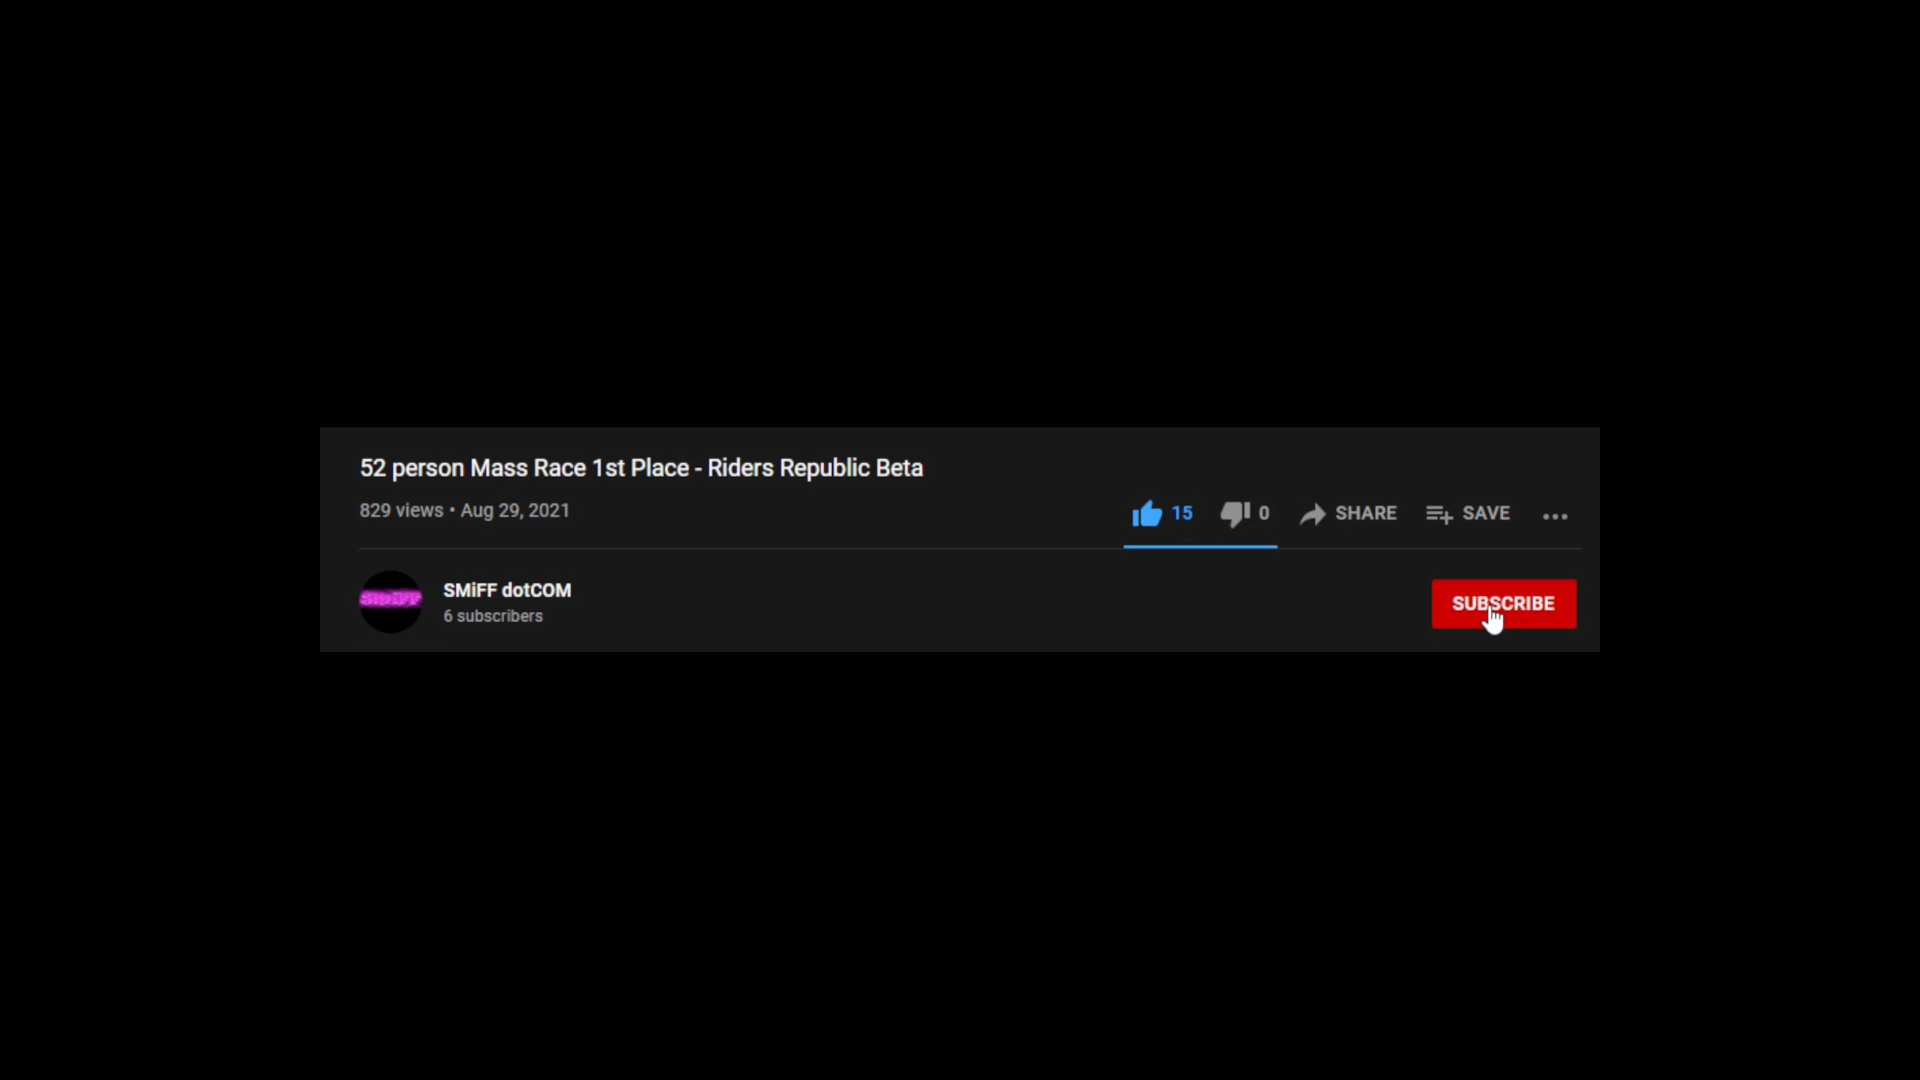 52 person Mass Race 1st Place - Riders Republic Beta
829 views • Aug 29, 2021
15 0 SHARE SAVE
SMiFF
SMiFF dotCOM
6 subscribers
SUBSCRIBE